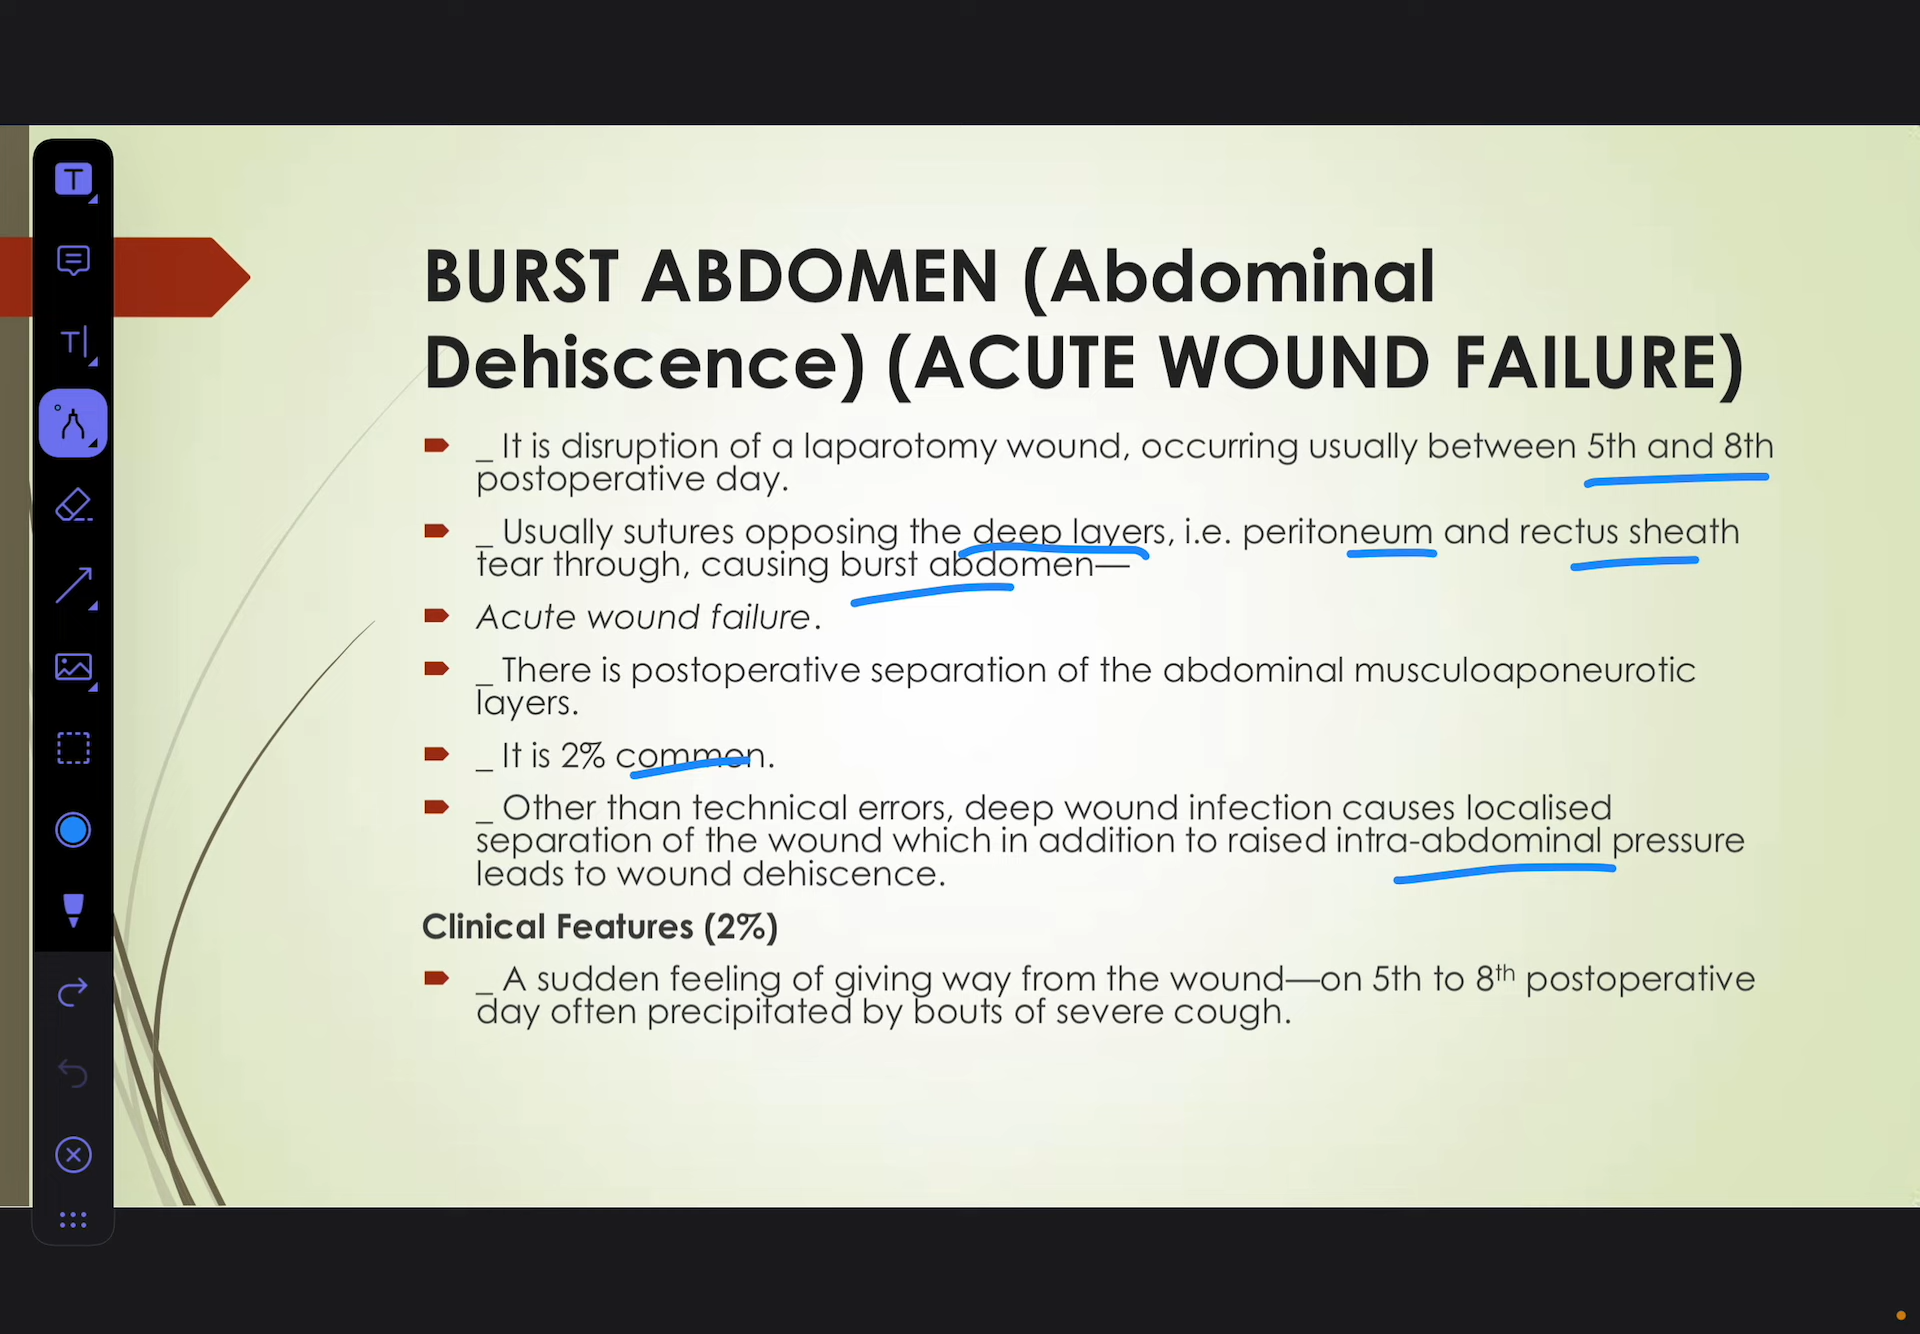 BURST ABDOMEN (Abdominal
Dehiscence) (ACUTE WOUND FAILURE)
_ It is disruption of a laparotomy wound, occurring usually between 5th and 8th
postoperative day.
_ Usually sutures opposing the deep layers, i.e. peritoneum and rectus sheath
tear through, causing burst abdomen—
Acute wound failure.
_ There is postoperative separation of the abdominal musculoaponeurotic
layers.
_ It is 2% common.
_ Other than technical errors, deep wound infection causes localised
separation of the wound which in addition to raised intra-abdominal pressure
leads to wound dehiscence.
Clinical Features (2%)
_ A sudden feeling of giving way from the wound—on 5th to 8th postoperative
day often precipitated by bouts of severe cough.